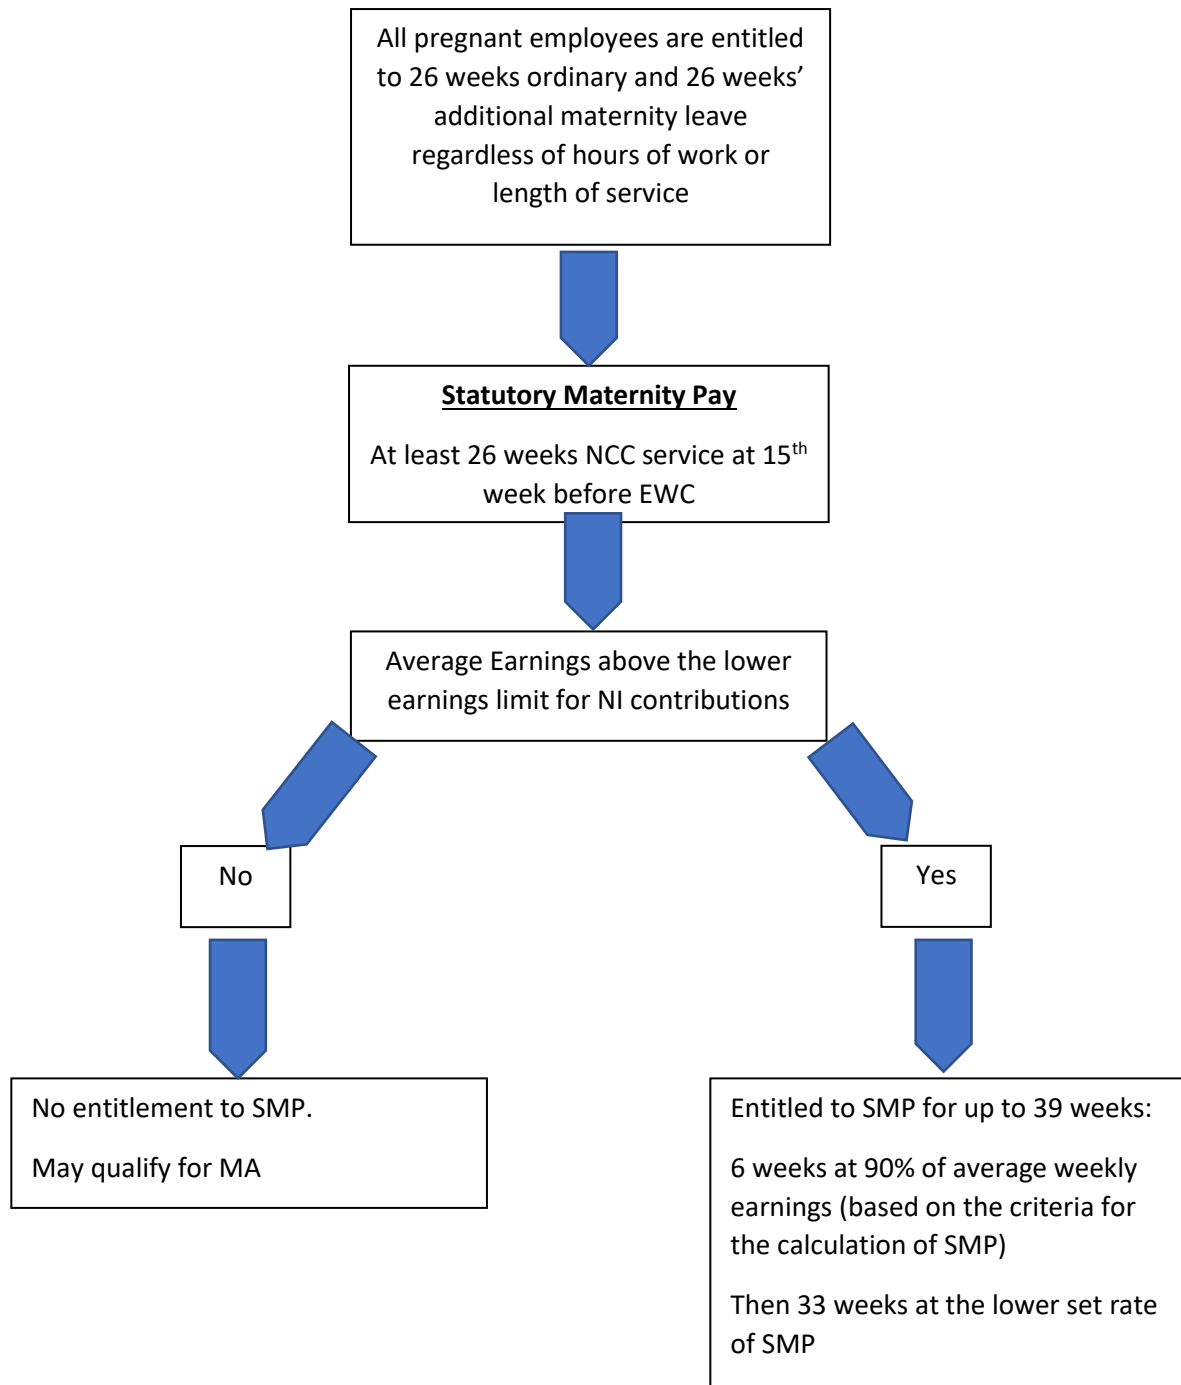 All pregnant employees are entitled
to 26 weeks ordinary and 26 weeks’
additional maternity leave
regardless of hours of work or
length of service
Statutory Maternity Pay
At least 26 weeks NCC service at 15th
week before EWC
Average Earnings above the lower
earnings limit for NI contributions
No
Yes
No entitlement to SMP.
May qualify for MA
Entitled to SMP for up to 39 weeks:
6 weeks at 90% of average weekly
earnings (based on the criteria for
the calculation of SMP)
Then 33 weeks at the lower set rate
of SMP